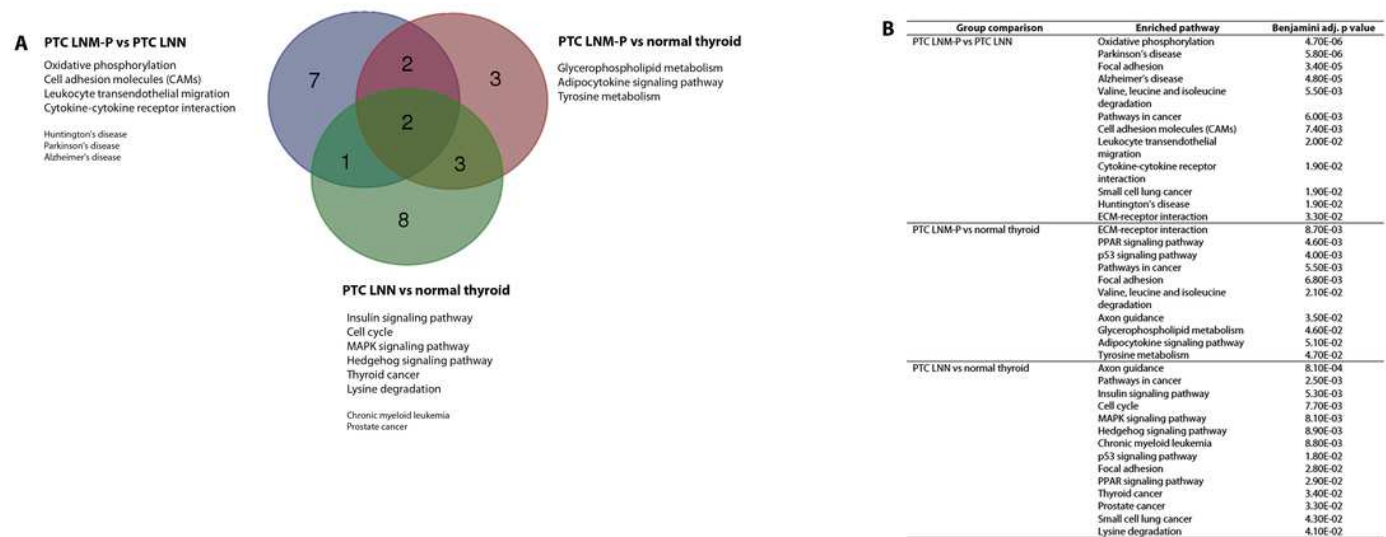 A
PTC LNM-P vs PTC LNN
Oxidative phosphorylation
Cell adhesion molecules (CAMs)
Leukocyte transendothelial migration
Cytokine-cytokine receptor interaction
Huntington's disease
Parkinson's disease
Alzheimer's disease
7
2
3
2
1
3
8
PTC LNM-P vs normal thyroid
Glycerophospholipid metabolism
Adipocytokine signaling pathway
Tyrosine metabolism
PTC LNN vs normal thyroid
Insulin signaling pathway
Cell cycle
MAPK signaling pathway
Hedgehog signaling pathway
Thyroid cancer
Lysine degradation
Chronic myeloid leukemia
Prostate cancer
B
Group comparison Enriched pathway Benjamini adj. p value
PTC LNM-P vs PTC LNN Oxidative phosphorylation 4.70E-06
Parkinson's disease 5.80E-06
Focal adhesion 3.40E-05
Alzheimer's disease 4.80E-05
Valine, leucine and isoleucine 5.50E-03
degradation
Pathways in cancer 6.00E-03
Cell adhesion molecules (CAMs) 7.40E-03
Leukocyte transendothelial 2.00E-02
migration
Cytokine-cytokine receptor 1.90E-02
interaction
Small cell lung cancer 1.90E-02
Huntington's disease 1.90E-02
ECM-receptor interaction 3.30E-02
PTC LNM-P vs normal thyroid ECM-receptor interaction 8.70E-03
PPAR signaling pathway 4.60E-03
p53 signaling pathway 4.00E-03
Pathways in cancer 5.50E-03
Focal adhesion 6.80E-03
Valine, leucine and isoleucine 2.10E-02
degradation
Axon guidance 3.50E-02
Glycerophospholipid metabolism 4.60E-02
Adipocytokine signaling pathway 5.10E-02
Tyrosine metabolism 4.70E-02
PTC LNN vs normal thyroid Axon guidance 8.10E-04
Pathways in cancer 2.50E-03
Insulin signaling pathway 5.30E-03
Cell cycle 7.70E-03
MAPK signaling pathway 8.10E-03
Hedgehog signaling pathway 8.90E-03
Chronic myeloid leukemia 8.80E-03
p53 signaling pathway 1.80E-02
Focal adhesion 2.80E-02
PPAR signaling pathway 2.90E-02
Thyroid cancer 3.40E-02
Prostate cancer 3.30E-02
Small cell lung cancer 4.30E-02
Lysine degradation 4.10E-02